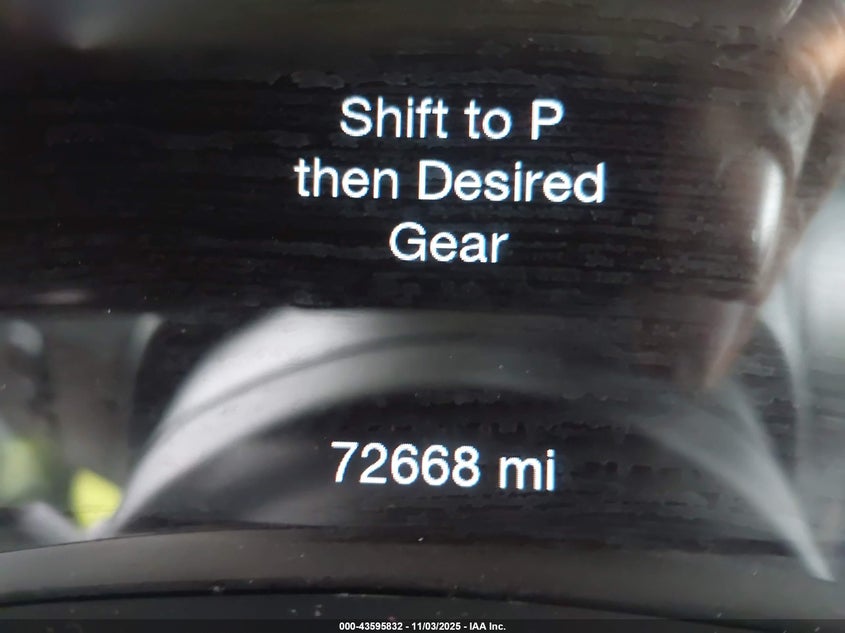 Shift to P
then Desired
Gear
72668 mi
000-43595832 - 11/03/2025 - IAA Inc.